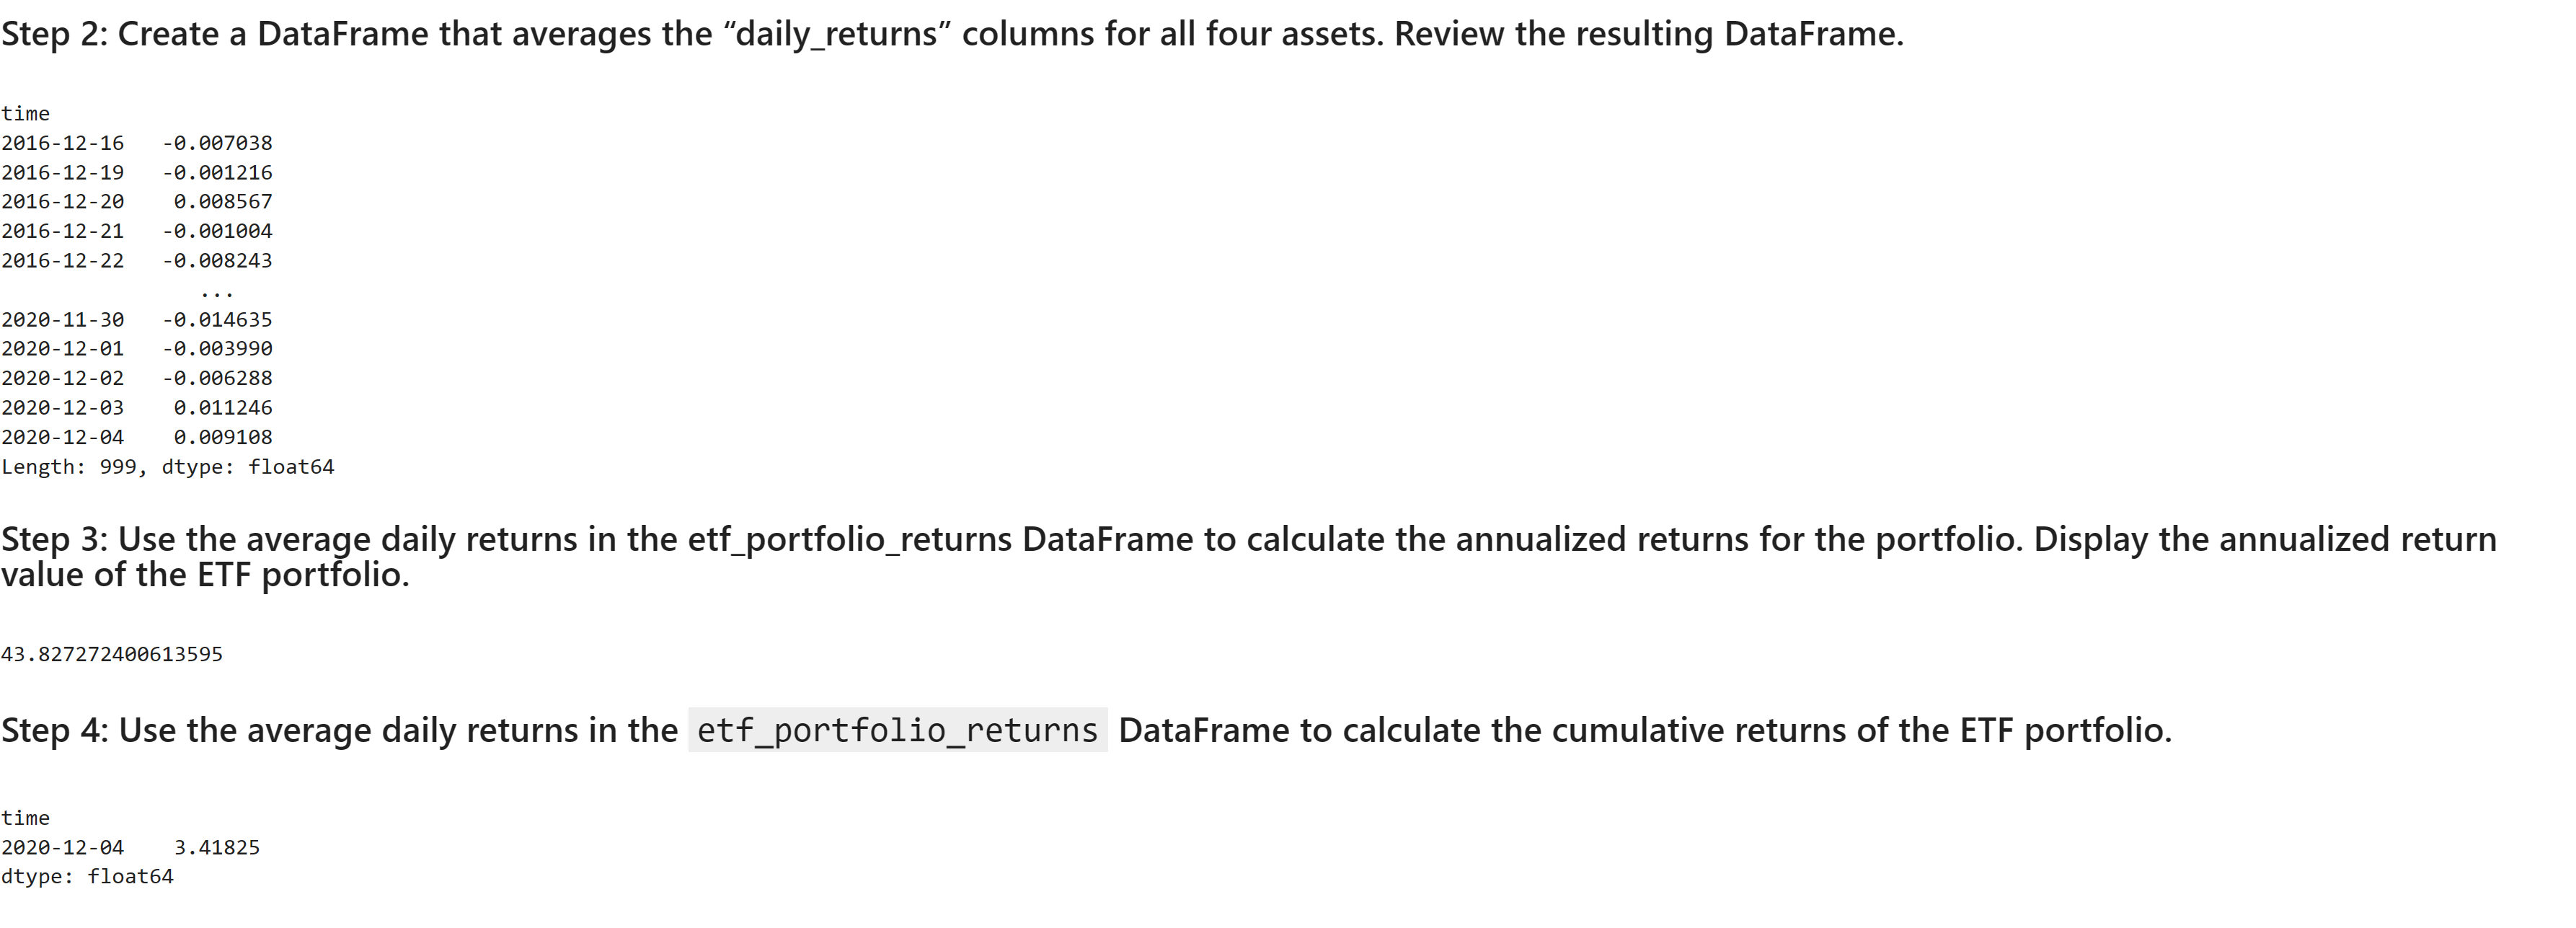 Step 2: Create a DataFrame that averages the “daily_returns” columns for all four assets. Review the resulting DataFrame.
time
2016-12-16   -0.007038
2016-12-19   -0.001216
2016-12-20    0.008567
2016-12-21   -0.001004
2016-12-22   -0.008243
...
2020-11-30   -0.014635
2020-12-01   -0.003990
2020-12-02   -0.006288
2020-12-03    0.011246
2020-12-04    0.009108
Length: 999, dtype: float64
Step 3: Use the average daily returns in the etf_portfolio_returns DataFrame to calculate the annualized returns for the portfolio. Display the annualized return
value of the ETF portfolio.
43.827272400613595
Step 4: Use the average daily returns in the etf_portfolio_returns DataFrame to calculate the cumulative returns of the ETF portfolio.
time
2020-12-04    3.41825
dtype: float64